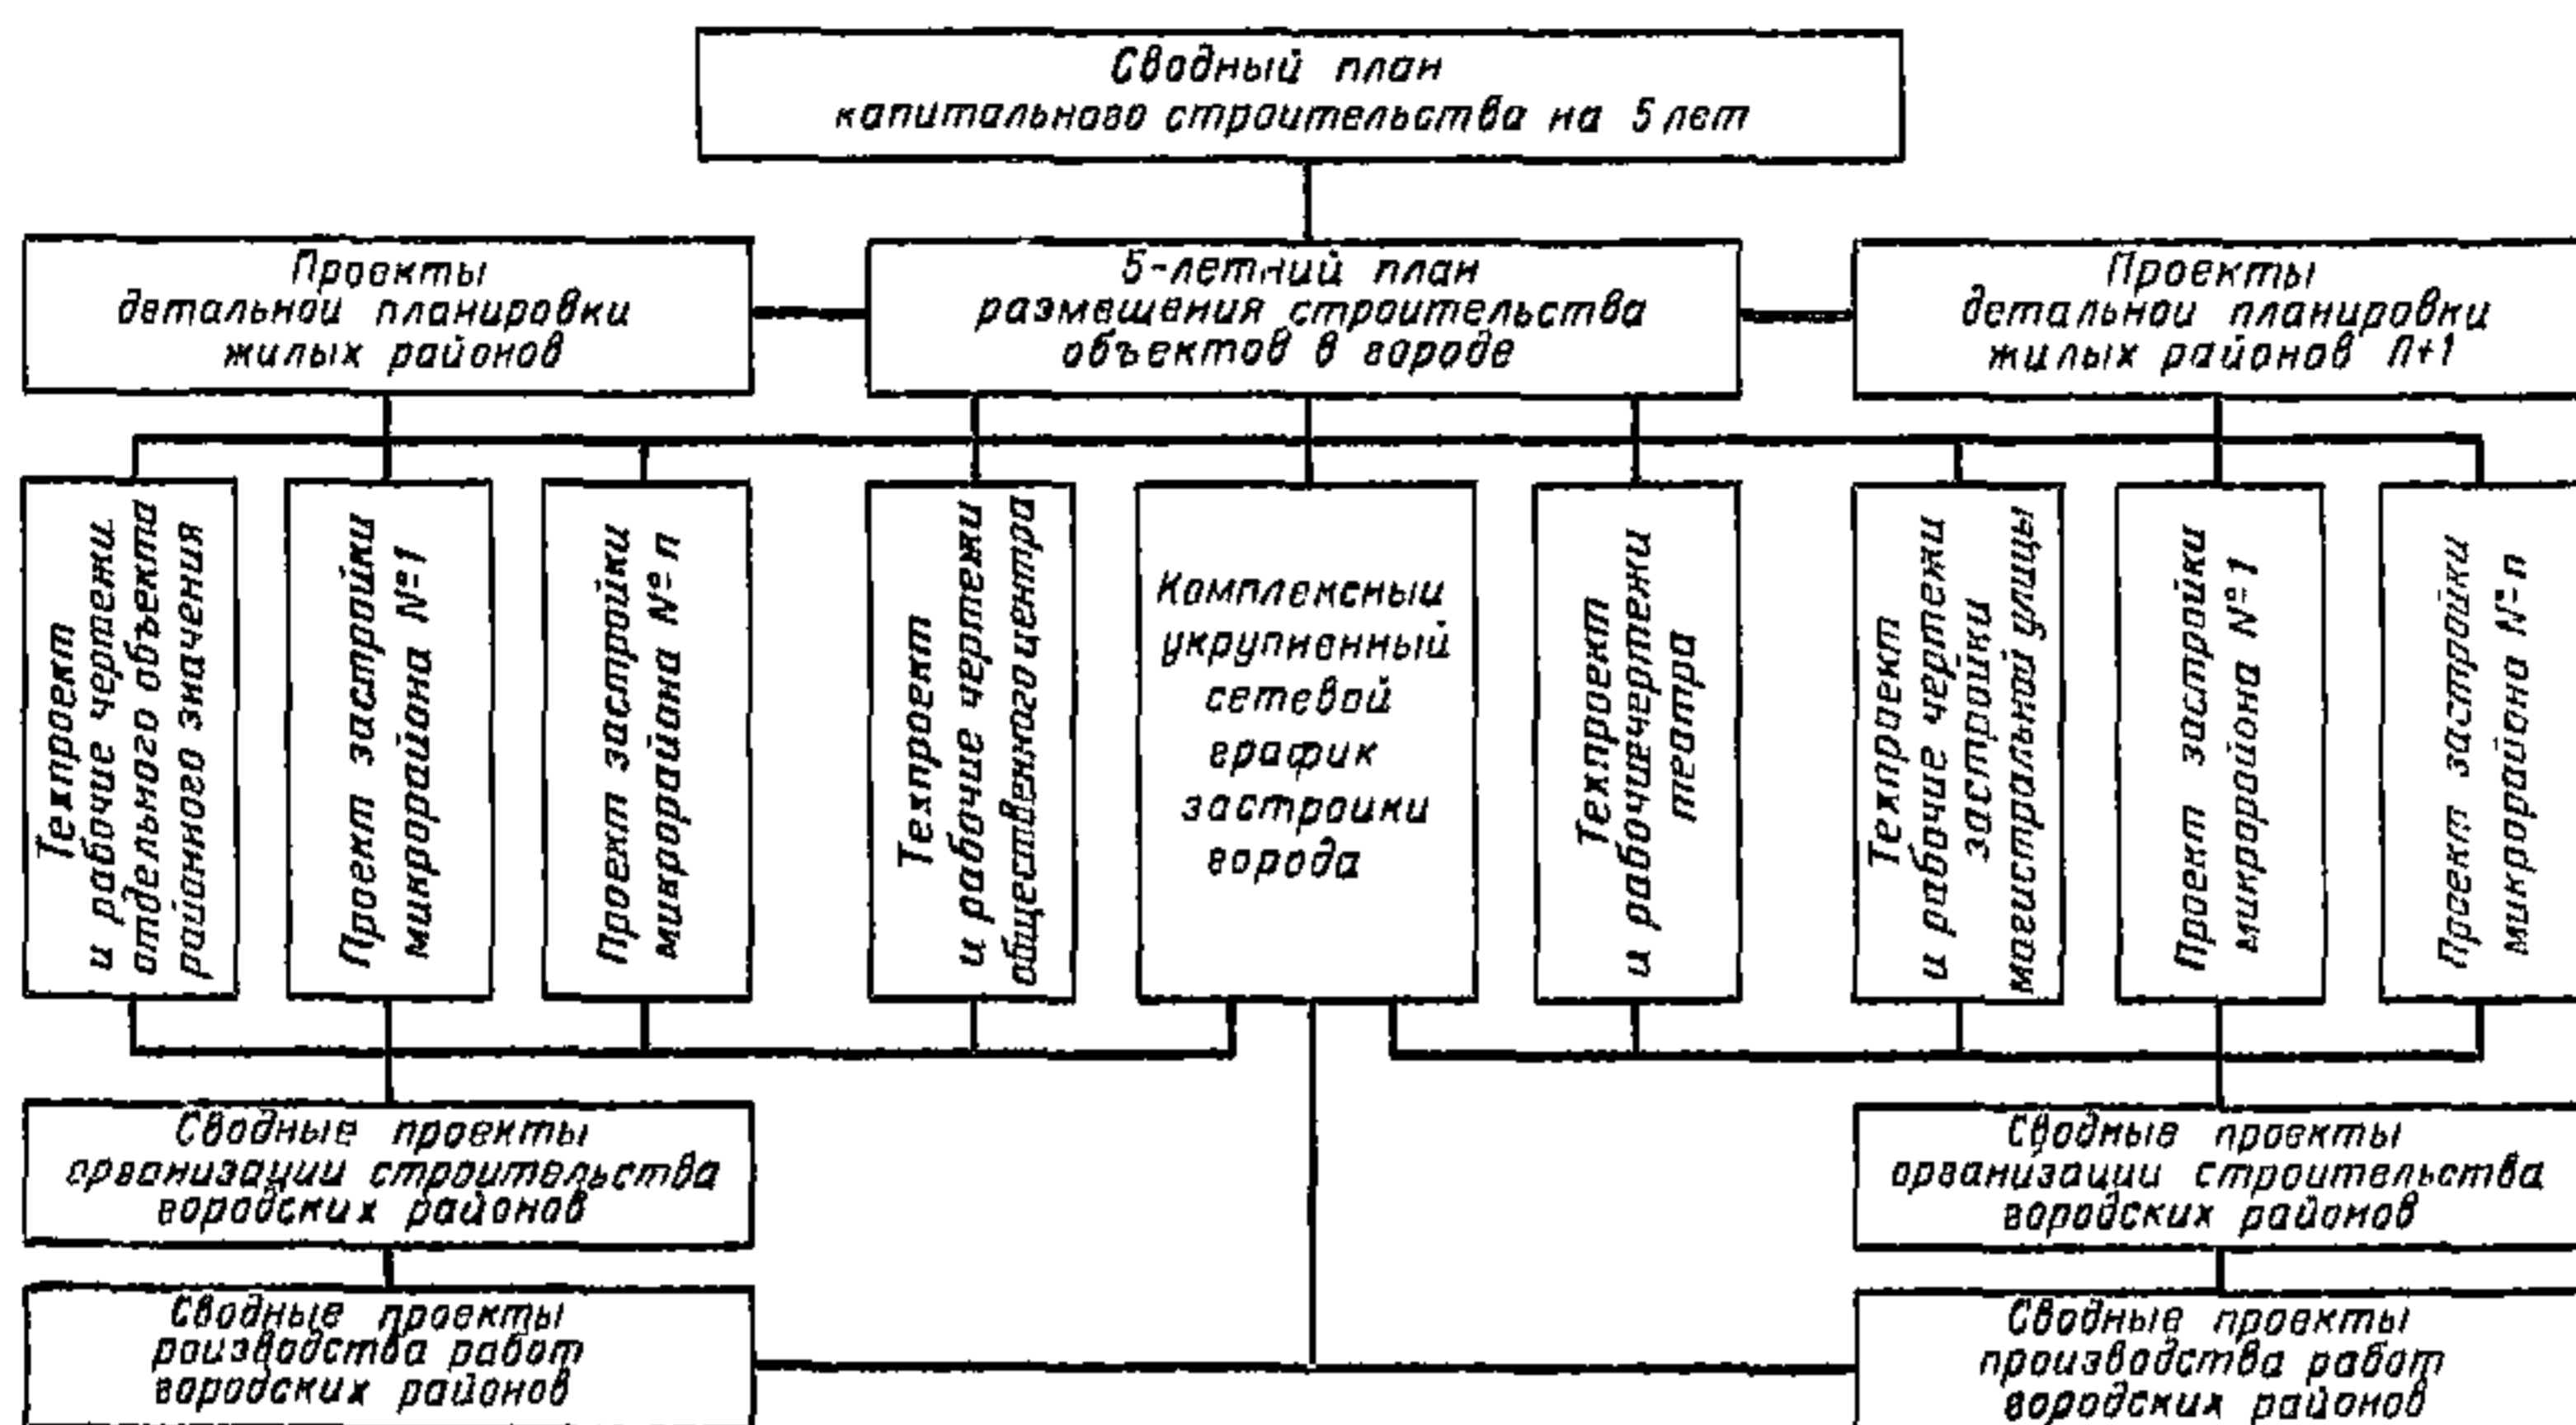 Сводный план
капитального строительства на 5 лет
Проекты
детальной планировки
жилых районов
5-летний план
размещения строительства
объектов в городе
Проекты
детальной планировки
жилых районов n+1
Техпроект
и рабочие чертежи
отдельного объекта
районного значения
Проект застройки
микрорайона №1
Проект застройки
микрорайона №n
Техпроект
и рабочие чертежи
общественного центра
Комплексный
укрупненный
сетевой
график
застройки
города
Техпроект
и рабочие чертежи
театра
Техпроект
и рабочие чертежи
застройки
магистральной улицы
Проект застройки
микрорайона №1
Проект застройки
микрорайона №n
Сводные проекты
организации строительства
городских районов
Сводные проекты
организации строительства
городских районов
Сводные проекты
роизводства работ
городских районов
Сводные проекты
производства работ
городских районов